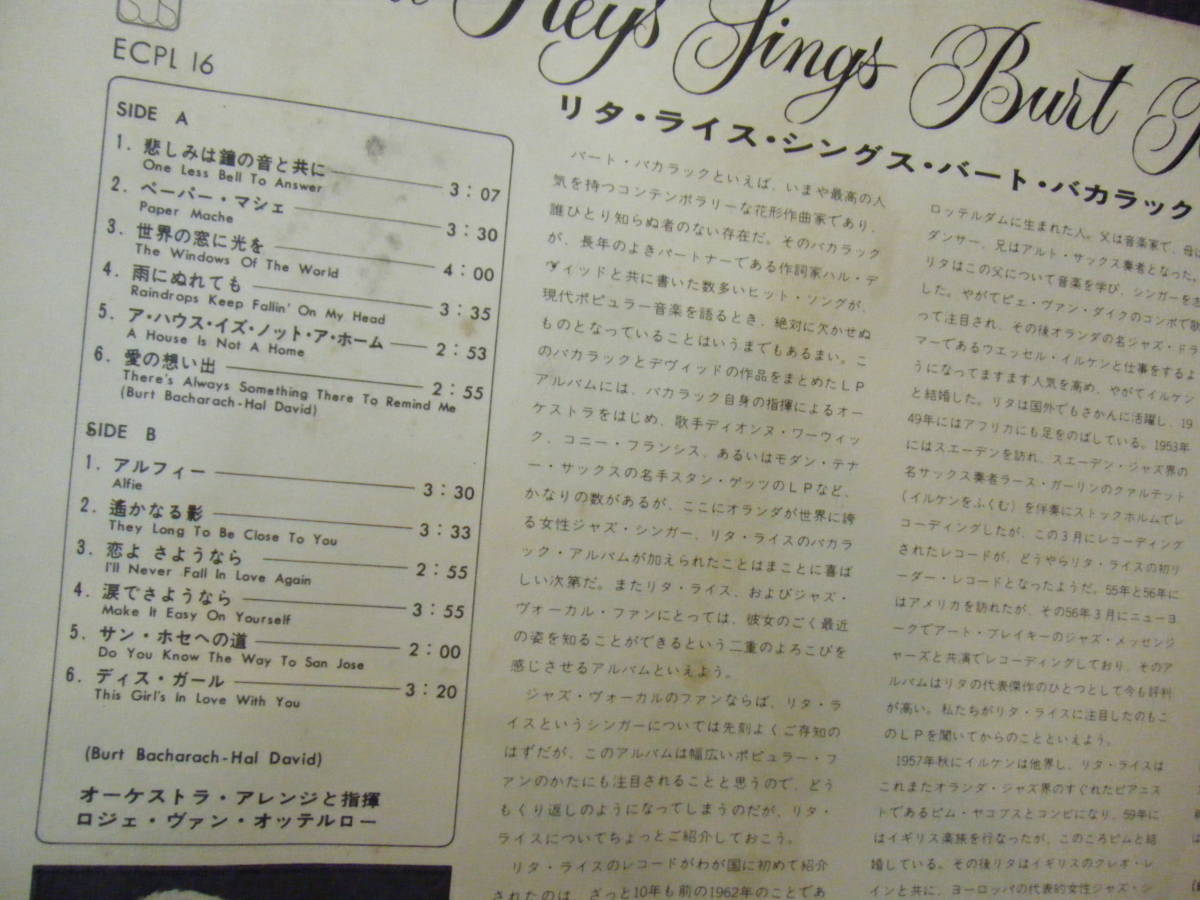 Reys Sings Burt
ECPL 16
リタ・ライス・シングス・バート・バカラック
SIDE A
1. 悲しみは鐘の音と共に 3:07
One Less Bell To Answer
2. ペーパー・マシェ 3:30
Paper Mache
3. 世界の窓に光を 4:00
The Windows Of The World
4. 雨にぬれても 3:35
Raindrops Keep Fallin' On My Head
5. ア・ハウス・イズ・ノット・ア・ホーム 2:53
A House Is Not A Home
6. 愛の想い出 2:55
There's Always Something There To Remind Me
(Burt Bacharach-Hal David)
SIDE B
1. アルフィー 3:30
Alfie
2. 遙かなる影 3:33
They Long To Be Close To You
3. 恋よ さようなら 2:55
I'll Never Fall In Love Again
4. 涙でさようなら 3:55
Make It Easy On Yourself
5. サン・ホセへの道 2:00
Do You Know The Way To San Jose
6. ディス・ガール 3:20
This Girl's In Love With You
(Burt Bacharach-Hal David)
オーケストラ・アレンジと指揮
ロジェ・ヴァン・オッテルロー
バート・バカラックといえば、いまや最高の人
気を持つコンテンポラリーな花形作曲家であり、
誰ひとり知らぬ者のない存在だ。そのバカラック
が、長年のよきパートナーである作詞家ハル・デ
ヴィッドと共に書いた数多いヒット・ソングが、
現代ポピュラー音楽を語るとき、絶対に欠かせぬ
ものとなっていることはいうまでもあるまい。こ
のバカラックとデヴィッドの作品をまとめたLP
アルバムには、バカラック自身の指揮によるオー
ケストラをはじめ、歌手ディオンヌ・ワーウィッ
ク、コニー・フランシス、あるいはモダン・テナ
ー・サックスの名手スタン・ゲッツのLPなど、
かなりの数があるが、ここにオランダが世界に誇
る女性ジャズ・シンガー、リタ・ライスのバカラ
ック・アルバムが加えられたことはまことに喜ば
しい次第だ。またリタ・ライス、およびジャズ・
ヴォーカル・ファンにとっては、彼女のごく最近
の姿を知ることができるという二重のよろこびを
感じさせるアルバムといえよう。
ジャズ・ヴォーカルのファンならば、リタ・ラ
イスというシンガーについては先刻よくご存知の
はずだが、このアルバムは幅広いポピュラー・フ
ァンのかたにも注目されることと思うので、どう
もくり返しのようになってしまうのだが、リタ・
ライスについてちょっとご紹介しておこう。
リタ・ライスのレコードがわが国に初めて紹介
されたのは、ざっと10年も前の1962年のことであ
ロッテルダムに生まれた人。父は音楽家で、母は
ダンサー、兄はアルト・サックス奏者となった。
リタはこの父について音楽を学び、シンガーを志
した。やがてピェ・ヴァン・ダイクのコンボで歌
って注目され、その後オランダの名ジャズ・ドラ
マーであるウエッセル・イルケンと仕事をするよ
うになってますます人気を高め、やがてイルケン
と結婚した。リタは国外でもさかんに活躍し、19
49年にはアフリカにも足をのばしている。1953年
にはスエーデンを訪れ、スエーデン・ジャズ界の
名サックス奏者ラース・ガーリンのクァルテット
(イルケンをふくむ)を伴奏にストックホルムでレ
コーディングしたが、この3月にレコーディング
されたレコードが、どうやらリタ・ライスの初リ
ーダー・レコードとなったようだ。55年と56年に
はアメリカを訪れたが、その56年3月にニューヨ
ークでアート・ブレイキーのジャズ・メッセンジ
ャーズと共演でレコーディングしており、そのア
ルバムはリタの代表傑作のひとつとして今も評判
が高い。私たちがリタ・ライスに注目したのもこ
のLPを聞いてからのことといえよう。
1957年秋にイルケンは他界し、リタ・ライスは
これまたオランダ・ジャズ界のすぐれたピアニス
トであるピム・ヤコブスとコンビになり、59年に
はイギリス楽旅を行なったが、このころピムと結
婚している。その後リタはイギリスのクレオ・レ
インと共に、ヨーロッパの代表的女性ジャズ・シ